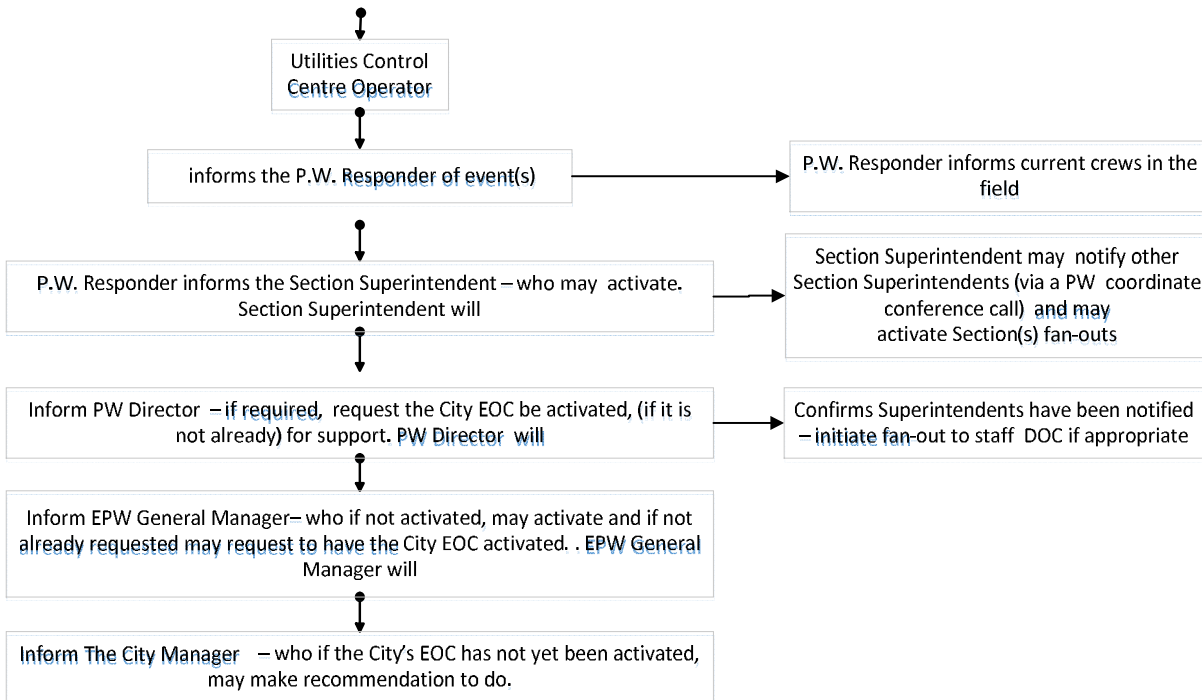 Utilities Control
Centre Operator
informs the P.W. Responder of event(s)
P.W. Responder informs current crews in the
field
P.W. Responder informs the Section Superintendent – who may activate.
Section Superintendent will
Section Superintendent may notify other
Section Superintendents (via a PW coordinate
conference call) and may
activate Section(s) fan-outs
Inform PW Director – if required, request the City EOC be activated, (if it is
not already) for support. PW Director will
Confirms Superintendents have been notified
– initiate fan-out to staff DOC if appropriate
Inform EPW General Manager– who if not activated, may activate and if not
already requested may request to have the City EOC activated. . EPW General
Manager will
Inform The City Manager – who if the City's EOC has not yet been activated,
may make recommendation to do.